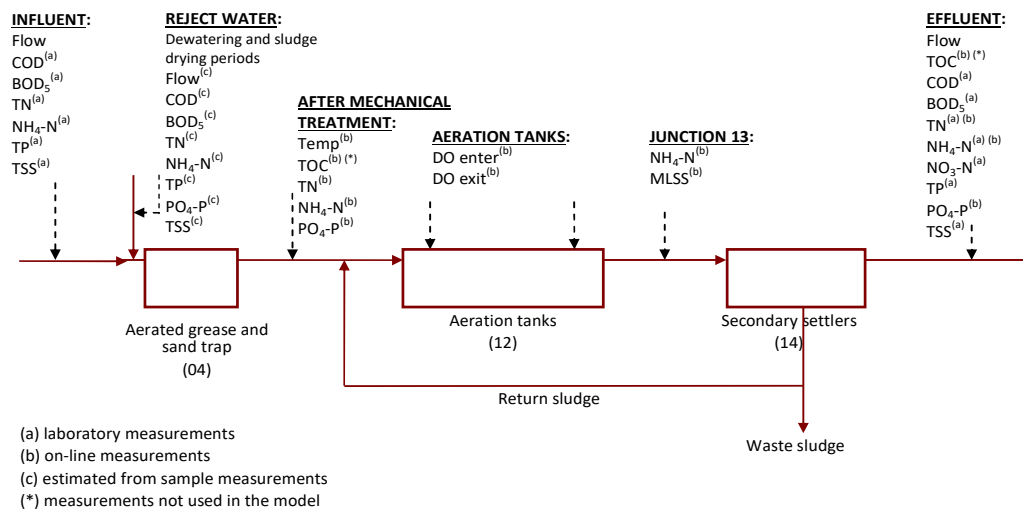 INFLUENT:
Flow
COD(a)
BOD5(a)
TN(a)
NH4-N(a)
TP(a)
TSS(a)
REJECT WATER:
Dewatering and sludge
drying periods
Flow(c)
COD(c)
BOD5(c)
TN(c)
NH4-N(c)
TP(c)
PO4-P(c)
TSS(c)
AFTER MECHANICAL
TREATMENT:
Temp(b)
TOC(b) (*)
TN(b)
NH4-N(b)
PO4-P(b)
AERATION TANKS:
DO enter(b)
DO exit(b)
JUNCTION 13:
NH4-N(b)
MLSS(b)
EFFLUENT:
Flow
TOC(b) (*)
COD(a)
BOD5(a)
TN(a) (b)
NH4-N(a) (b)
NO3-N(a)
TP(a)
PO4-P(b)
TSS(a)
Aerated grease and
sand trap
(04)
Aeration tanks
(12)
Secondary settlers
(14)
Return sludge
Waste sludge
(a) laboratory measurements
(b) on-line measurements
(c) estimated from sample measurements
(*) measurements not used in the model